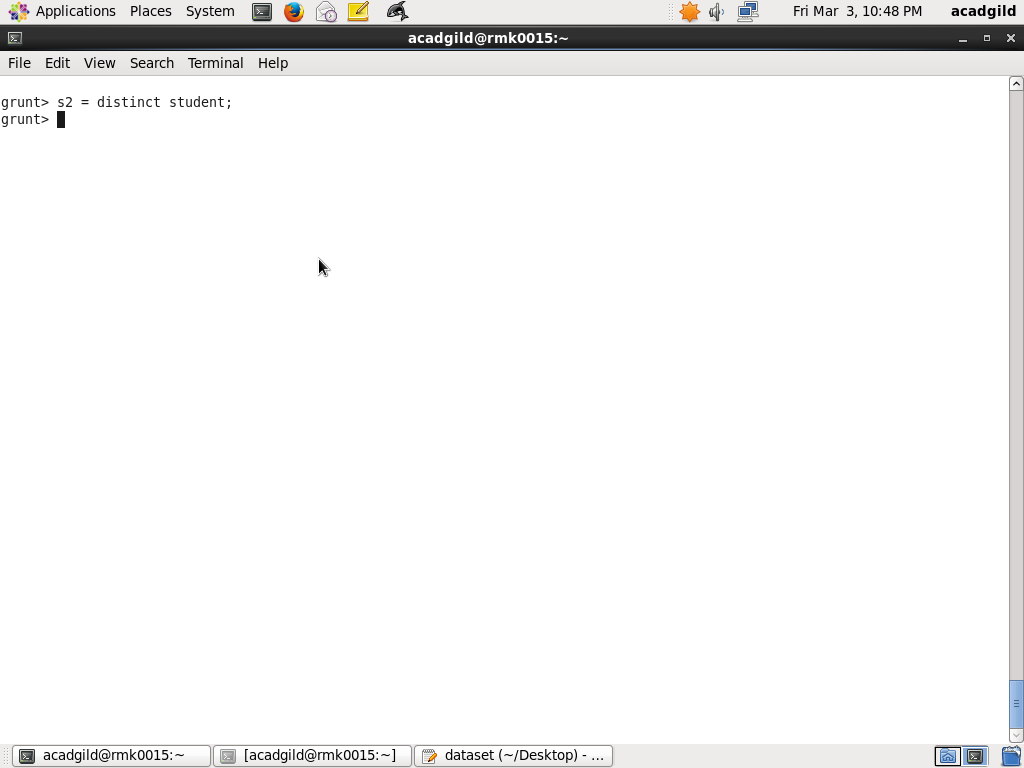 Applications Places System Fri Mar 3, 10:48 PM acadgild
acadgild@rmk0015:~
File Edit View Search Terminal Help
grunt> s2 = distinct student;
grunt>
acadgild@rmk0015:~ [acadgild@rmk0015:~] dataset (~/Desktop) - ...